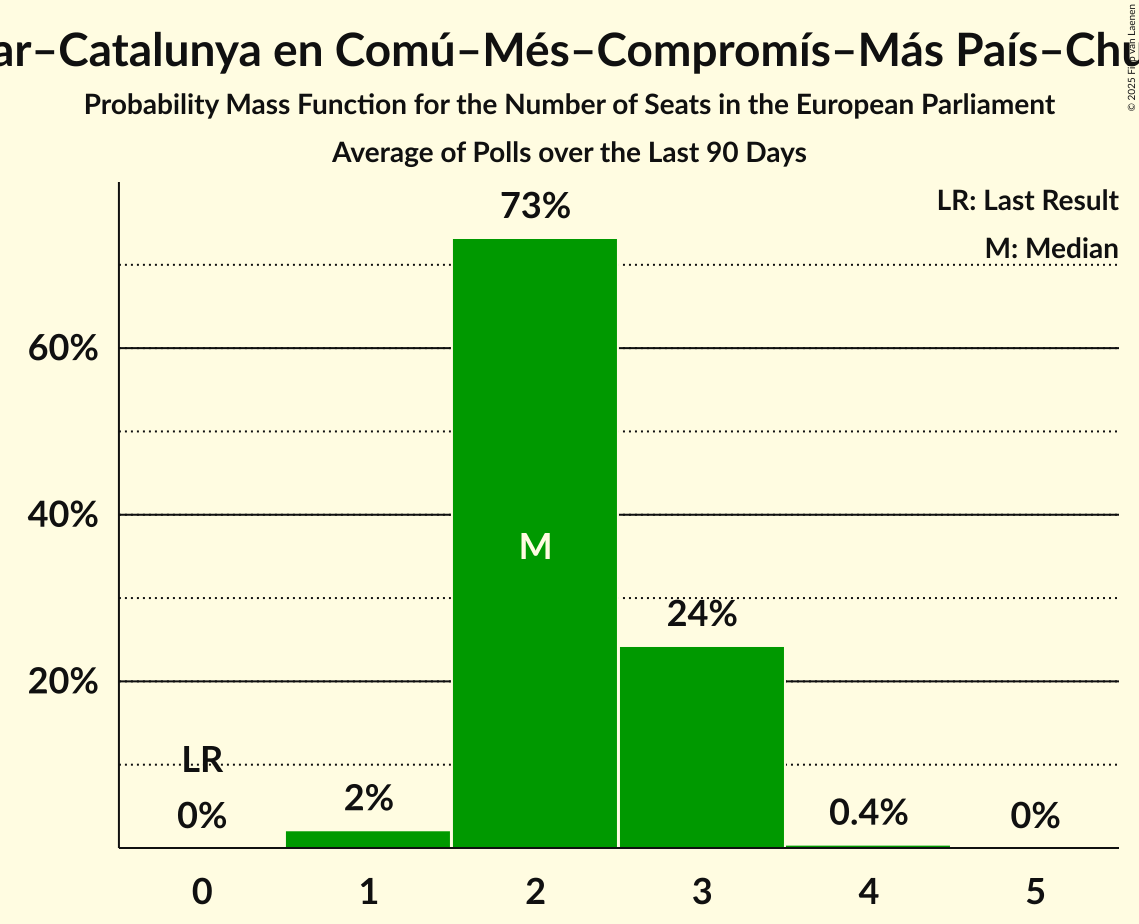 ar–Catalunya en Comú–Més–Compromís–Más País–Chu
Probability Mass Function for the Number of Seats in the European Parliament
Average of Polls over the Last 90 Days
© 2025 Filip van Laenen
LR: Last Result
M: Median
73%
60%
40%
M
24%
20%
LR
0%
2%
0.4%
0%
0 1 2 3 4 5